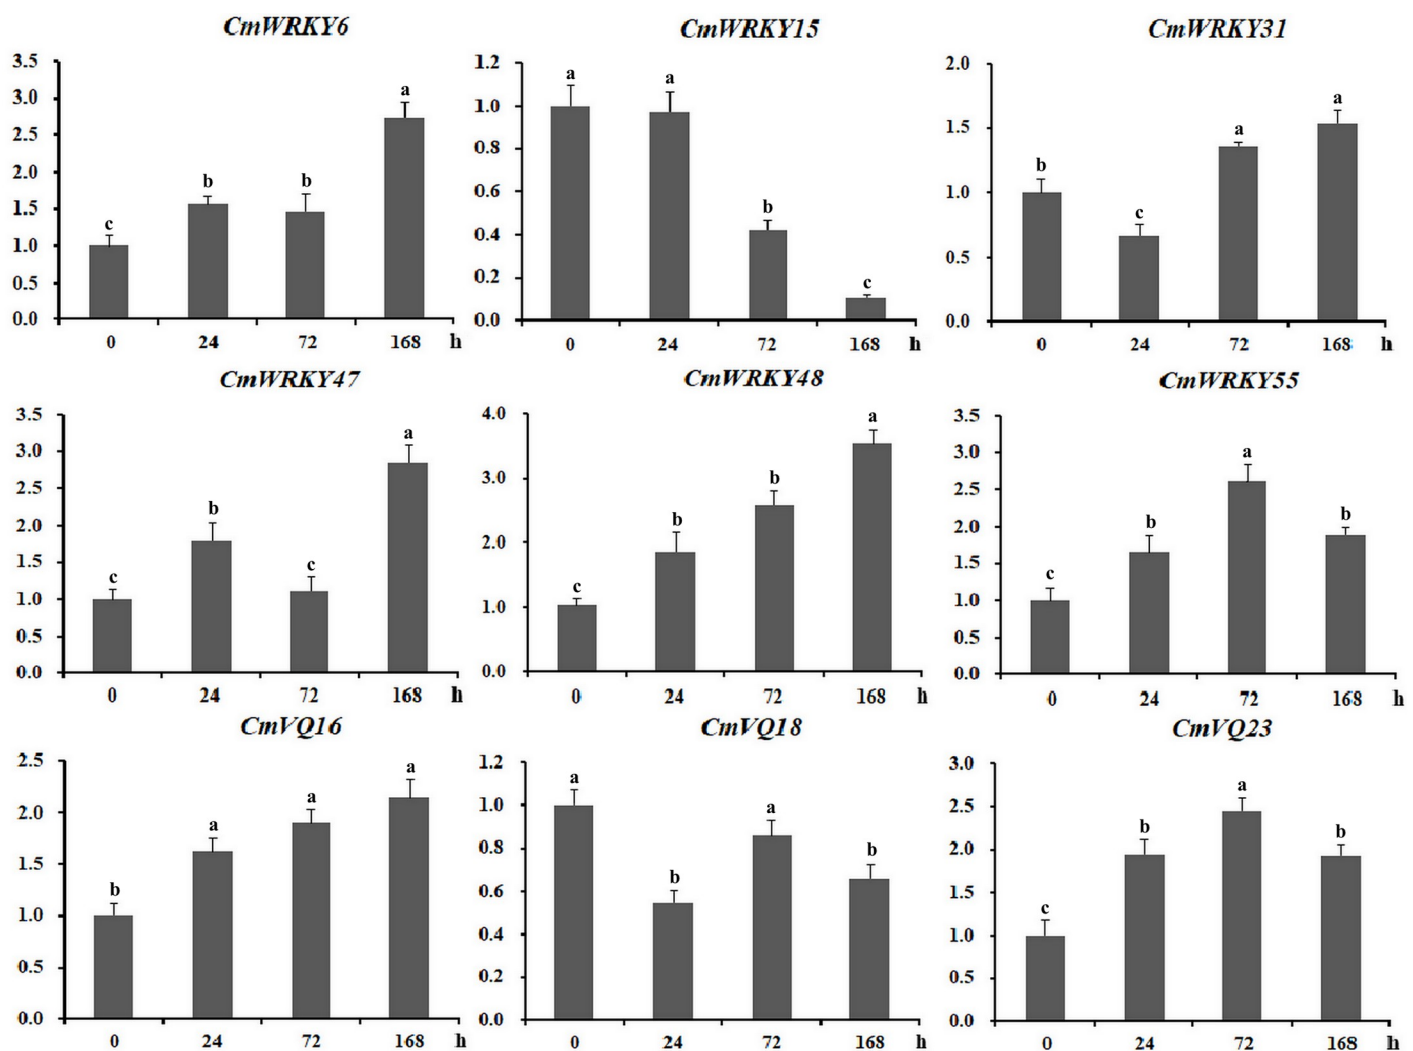 CmWRKY6
3.5
3.0
2.5
2.0
1.5
1.0
0.5
0.0
c
b
b
a
0 24 72 168 h
CmWRKY15
1.2
1.0
0.8
0.6
0.4
0.2
0.0
a
a
b
c
0 24 72 168 h
CmWRKY31
2.0
1.5
1.0
0.5
0.0
b
c
a
a
0 24 72 168 h
CmWRKY47
3.5
3.0
2.5
2.0
1.5
1.0
0.5
0.0
c
b
c
a
0 24 72 168 h
CmWRKY48
4.0
3.0
2.0
1.0
0.0
c
b
b
a
0 24 72 168 h
CmWRKY55
3.5
3.0
2.5
2.0
1.5
1.0
0.5
0.0
c
b
a
b
0 24 72 168 h
CmVQ16
2.5
2.0
1.5
1.0
0.5
0.0
b
a
a
a
0 24 72 168 h
CmVQ18
1.2
1.0
0.8
0.6
0.4
0.2
0.0
a
b
a
b
0 24 72 168 h
CmVQ23
3.0
2.5
2.0
1.5
1.0
0.5
0.0
c
b
a
b
0 24 72 168 h